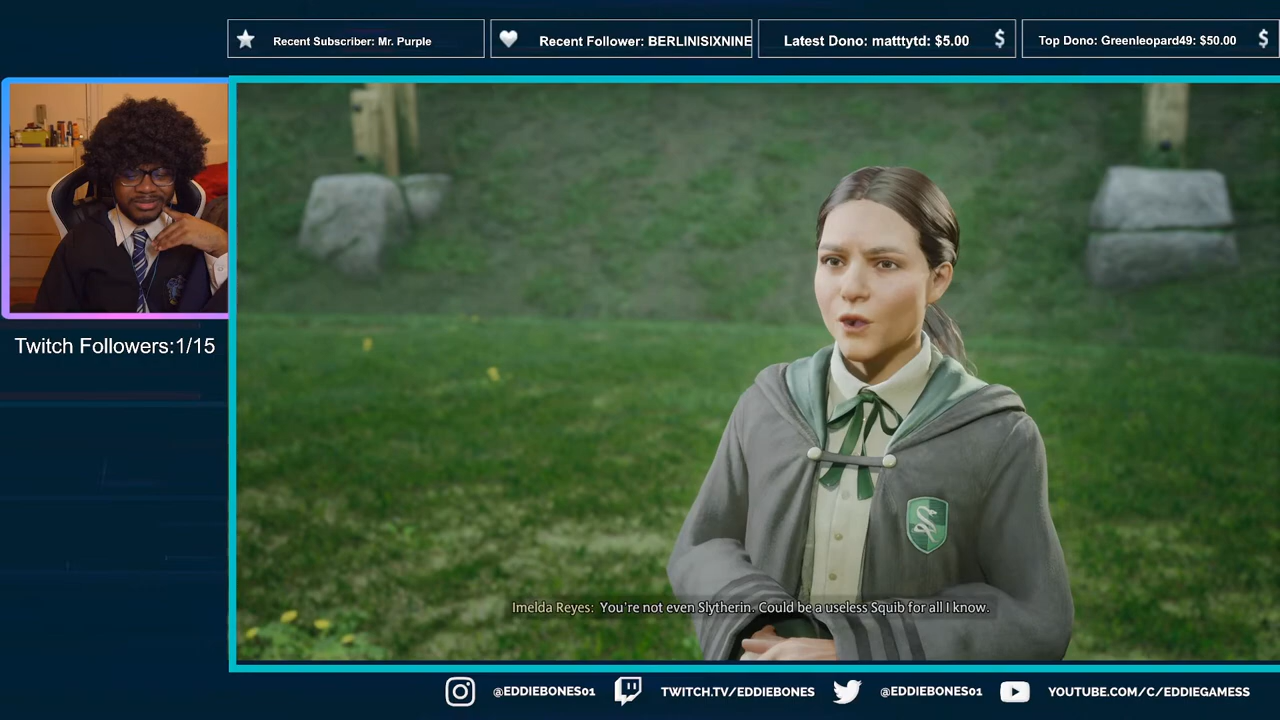 Recent Subscriber: Mr. Purple
Recent Follower: BERLINISIXNINE
Latest Dono: matttytd: $5.00
$
Top Dono: Greenleopard49: $50.00
$
Twitch Followers:1/15
Imelda Reyes: You're not even Slytherin. Could be a useless Squib for all I know.
@EDDIEBONES01
TWITCH.TV/EDDIEBONES
@EDDIEBONES01
YOUTUBE.COM/C/EDDIEGAMESS